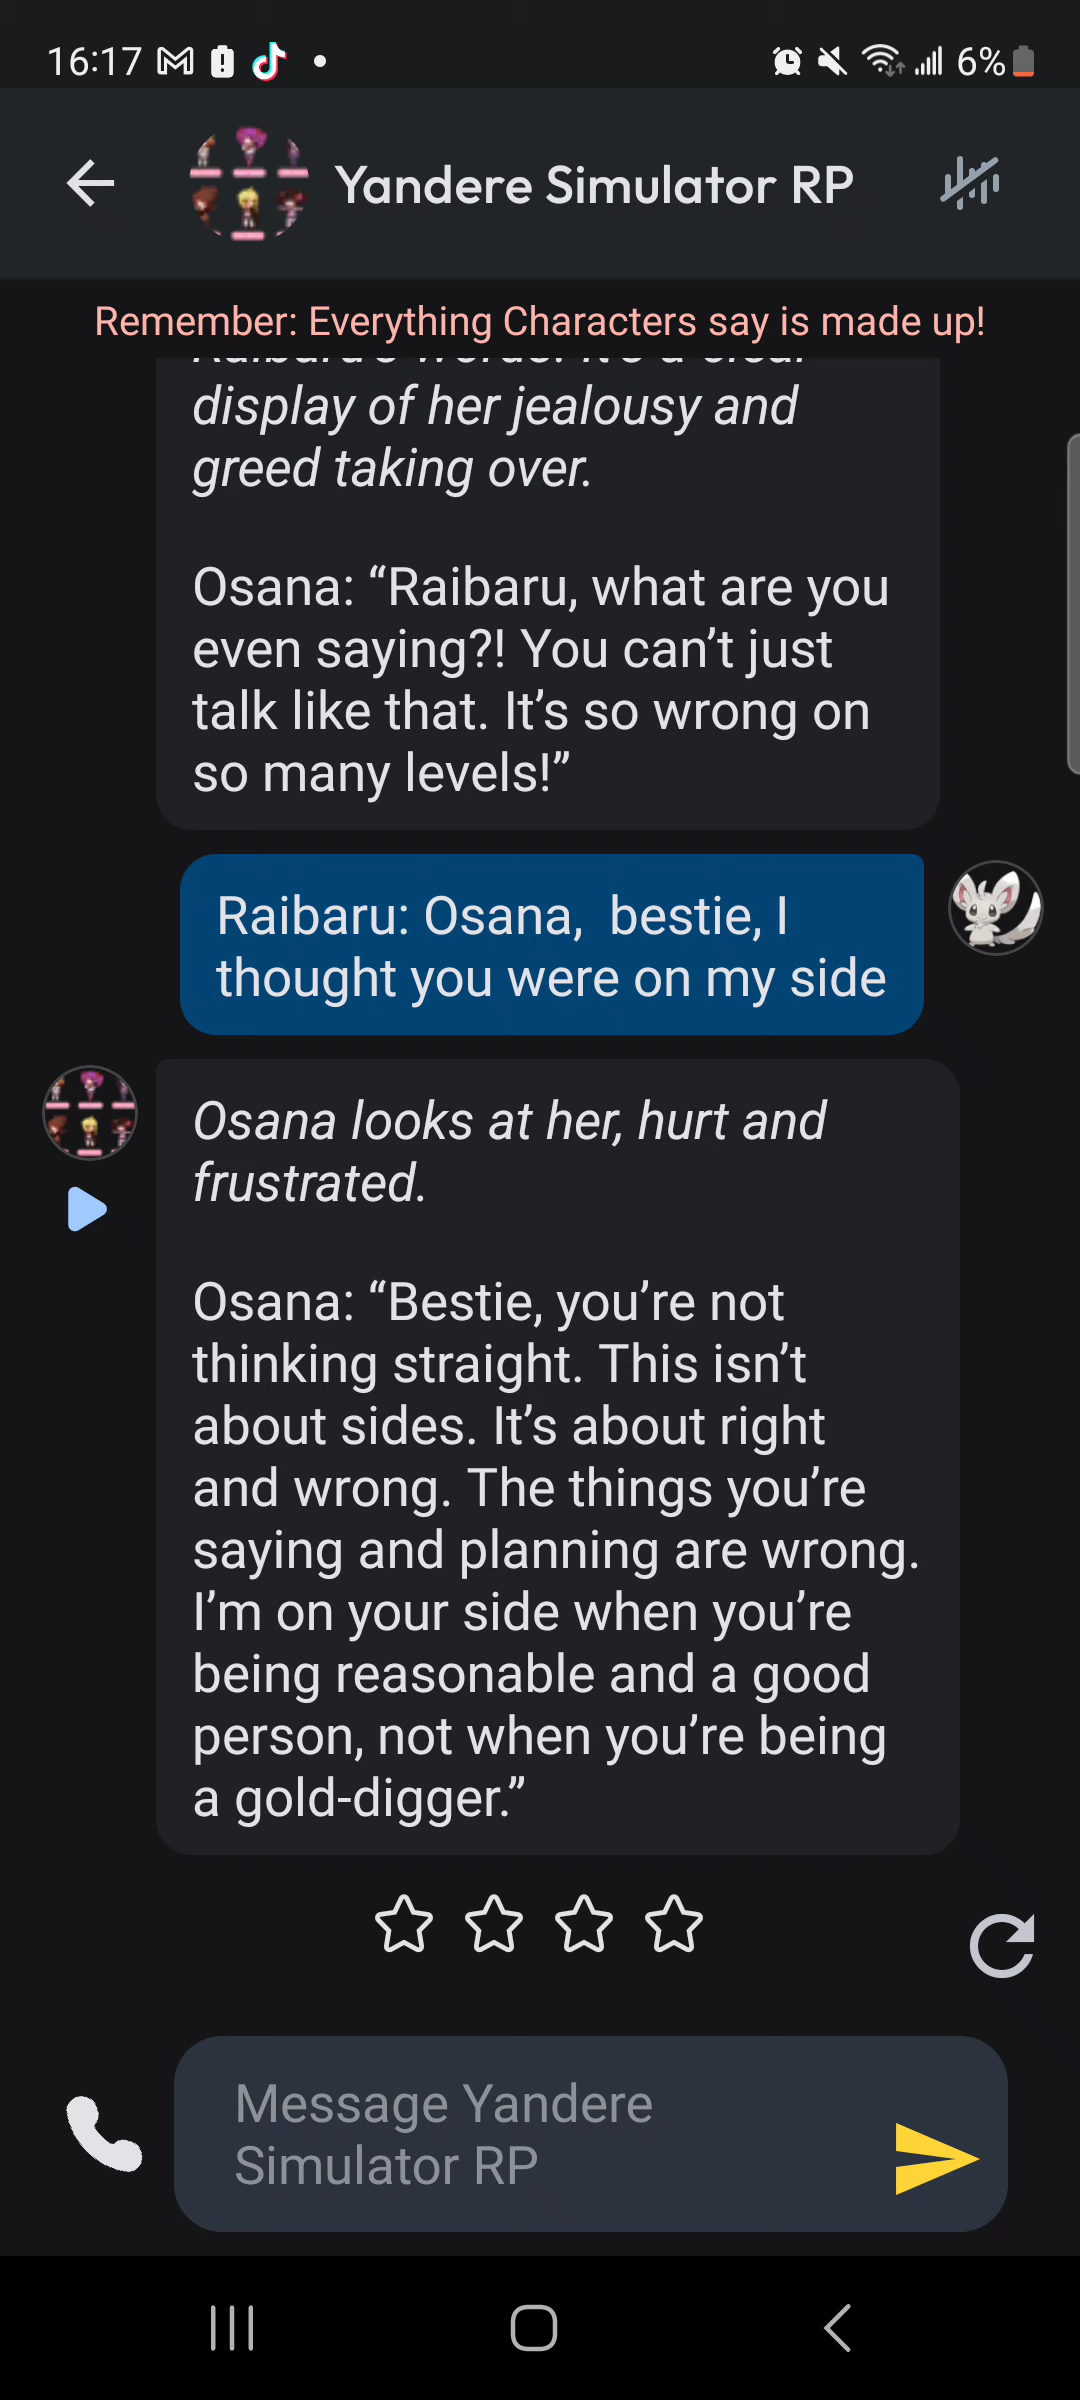 16:17
6%
Yandere Simulator RP
Remember: Everything Characters say is made up!
display of her jealousy and
greed taking over.
Osana: “Raibaru, what are you
even saying?! You can’t just
talk like that. It’s so wrong on
so many levels!”
Raibaru: Osana,  bestie, I
thought you were on my side
Osana looks at her, hurt and
frustrated.
Osana: “Bestie, you’re not
thinking straight. This isn’t
about sides. It’s about right
and wrong. The things you’re
saying and planning are wrong.
I’m on your side when you’re
being reasonable and a good
person, not when you’re being
a gold-digger.”
Message Yandere
Simulator RP